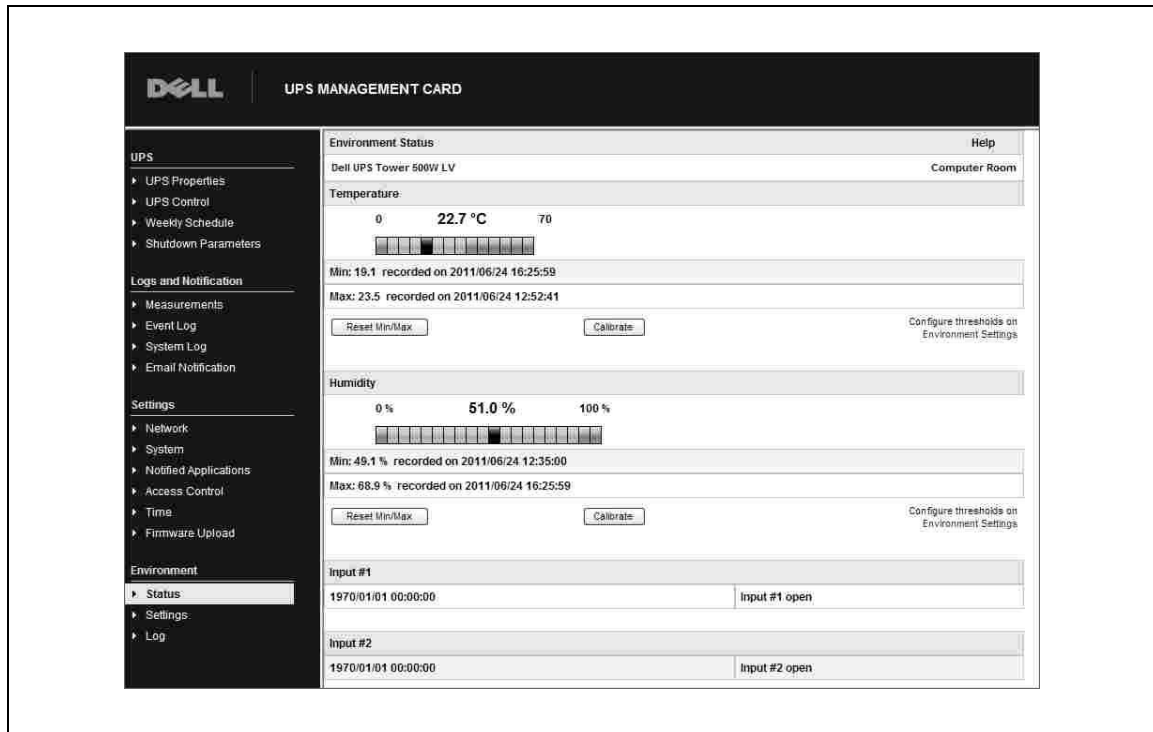 DELL
UPS MANAGEMENT CARD
UPS
UPS Properties
UPS Control
Weekly Schedule
Shutdown Parameters
Logs and Notification
Measurements
Event Log
System Log
Email Notification
Settings
Network
System
Notified Applications
Access Control
Time
Firmware Upload
Environment
Status
Settings
Log
Environment Status Help
Dell UPS Tower 500W LV Computer Room
Temperature
0 22.7 °C 70
Min: 19.1 recorded on 2011/06/24 16:25:59
Max: 23.5 recorded on 2011/06/24 12:52:41
Reset Min/Max Calibrate Configure thresholds on
Environment Settings
Humidity
0 % 51.0 % 100 %
Min: 49.1 % recorded on 2011/06/24 12:35:00
Max: 68.9 % recorded on 2011/06/24 16:25:59
Reset Min/Max Calibrate Configure thresholds on
Environment Settings
Input #1
1970/01/01 00:00:00 Input #1 open
Input #2
1970/01/01 00:00:00 Input #2 open